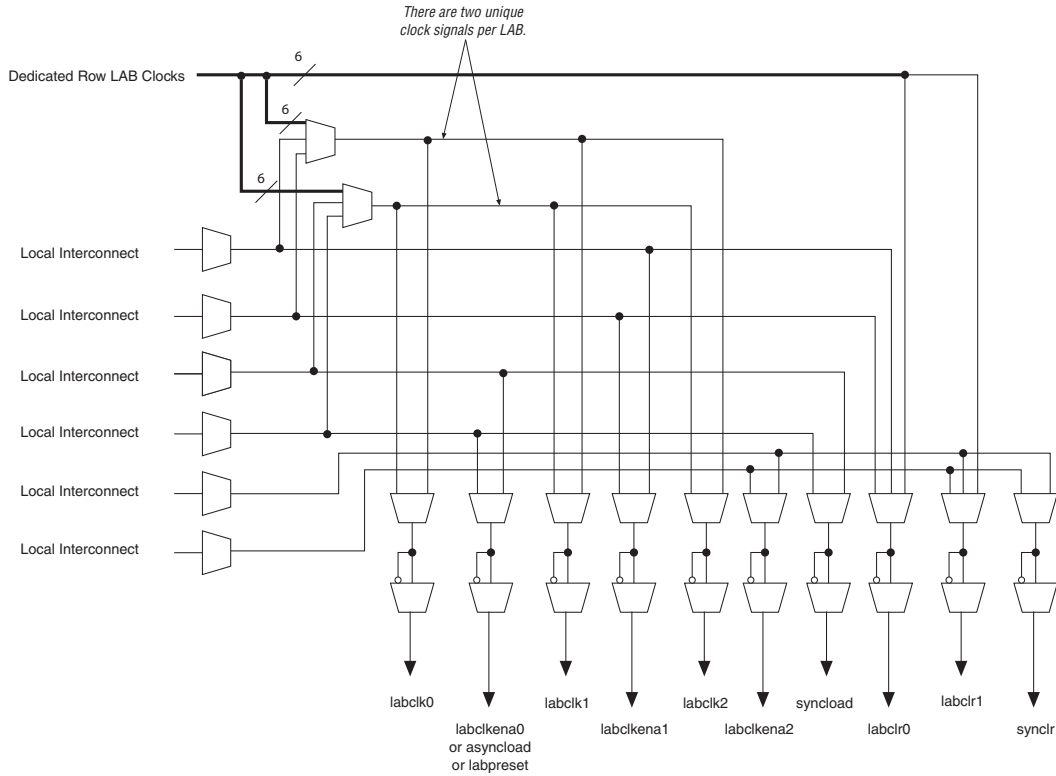 There are two unique
clock signals per LAB.
6
Dedicated Row LAB Clocks
6
6
Local Interconnect
Local Interconnect
Local Interconnect
Local Interconnect
Local Interconnect
Local Interconnect
labclk0
labclk1
labclk2
syncload
labclr1
labclkena0
or asyncload
or labpreset
labclkena1
labclkena2
labclr0
synclr